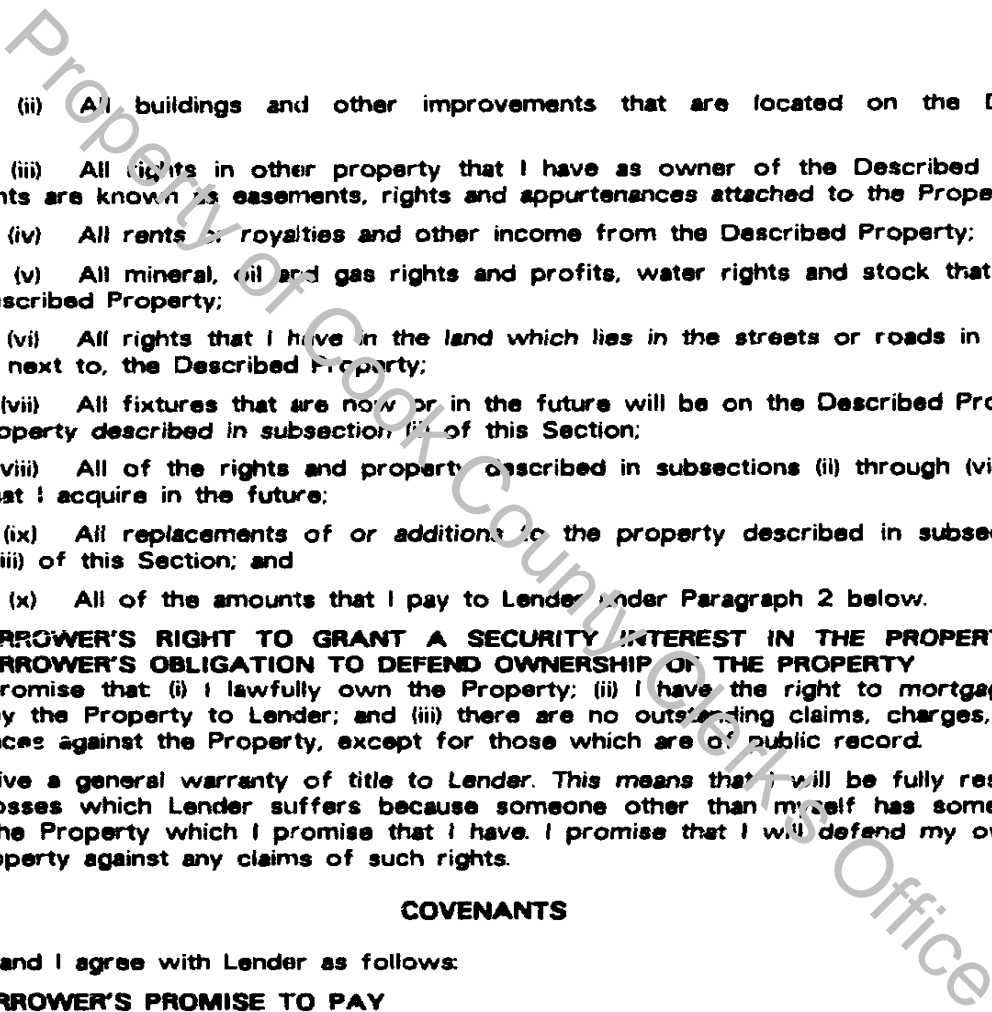 Property of Cook County Clerk's Office
(ii) All buildings and other improvements that are located on the D
(iii) All rights in other property that I have as owner of the Described
nts are known as easements, rights and appurtenances attached to the Prope
(iv) All rents or royalties and other income from the Described Property;
(v) All mineral, oil and gas rights and profits, water rights and stock that
scribed Property;
(vi) All rights that I have in the land which lies in the streets or roads in
next to, the Described Property;
(vii) All fixtures that are now or in the future will be on the Described Pro
operty described in subsection (i) of this Section;
viii) All of the rights and property described in subsections (ii) through (vi
at I acquire in the future;
(ix) All replacements of or additions to the property described in subsec
iii) of this Section; and
(x) All of the amounts that I pay to Lender under Paragraph 2 below.
RROWER'S RIGHT TO GRANT A SECURITY INTEREST IN THE PROPERT
RROWER'S OBLIGATION TO DEFEND OWNERSHIP OF THE PROPERTY
romise that: (i) I lawfully own the Property; (ii) I have the right to mortgag
y the Property to Lender; and (iii) there are no outstanding claims, charges,
nces against the Property, except for those which are of public record.
ive a general warranty of title to Lender. This means that I will be fully res
osses which Lender suffers because someone other than myself has some
he Property which I promise that I have. I promise that I will defend my ow
operty against any claims of such rights.
COVENANTS
and I agree with Lender as follows:
RROWER'S PROMISE TO PAY